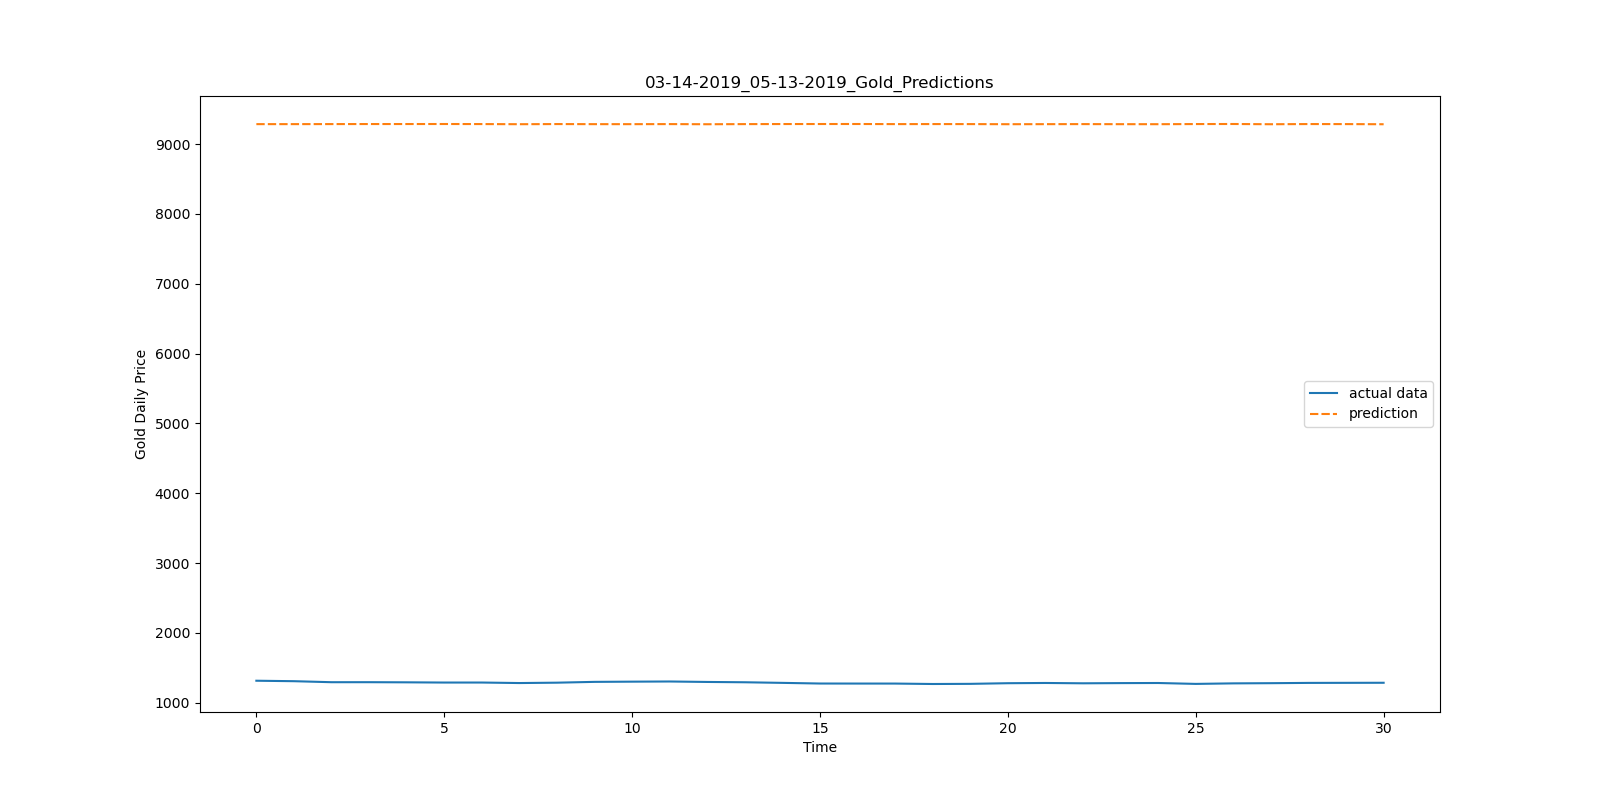 03-14-2019_05-13-2019_Gold_Predictions
Gold Daily Price
9000
8000
7000
6000
5000
4000
3000
2000
1000
actual data
prediction
0 5 10 15 20 25 30
Time